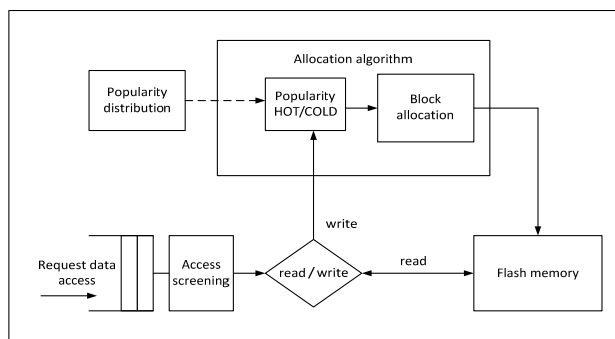 Allocation algorithm
Popularity
distribution
Popularity
HOT/COLD
Block
allocation
write
Request data
access
Access
screening
read / write
read
Flash memory